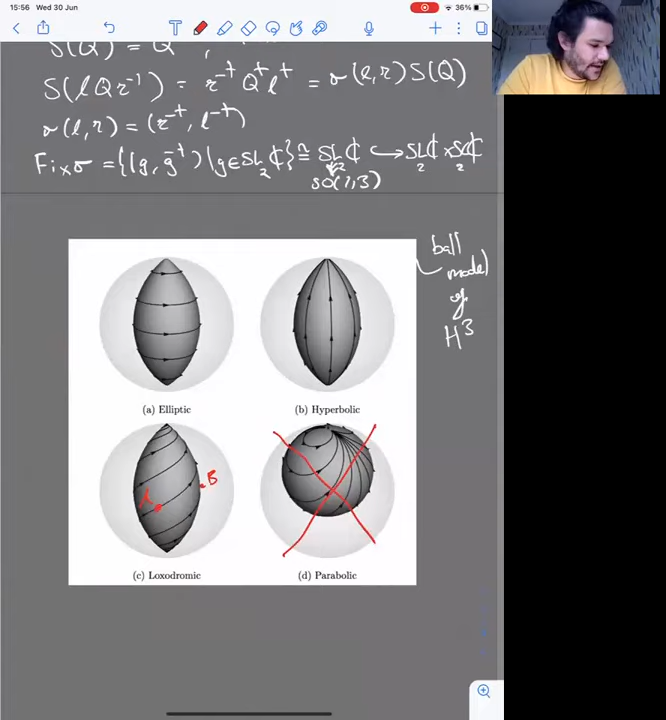 15:56 Wed 30 Jun
36%
S(Q) = Q⁺,
S(lQr⁻¹) = r⁻⁺Q⁺l⁺ = σ(l,r)S(Q)
σ(l,r) = (r⁻⁺, l⁻⁺)
Fix σ = {(g, g⁻⁺) | g ∈ SL₂ℂ} ≅ SL₂ℂ ↪ SL₂ℂ × SL₂ℂ
SO(1,3)
ball
model
of
H³
(a) Elliptic
(b) Hyperbolic
A
B
(c) Loxodromic
(d) Parabolic